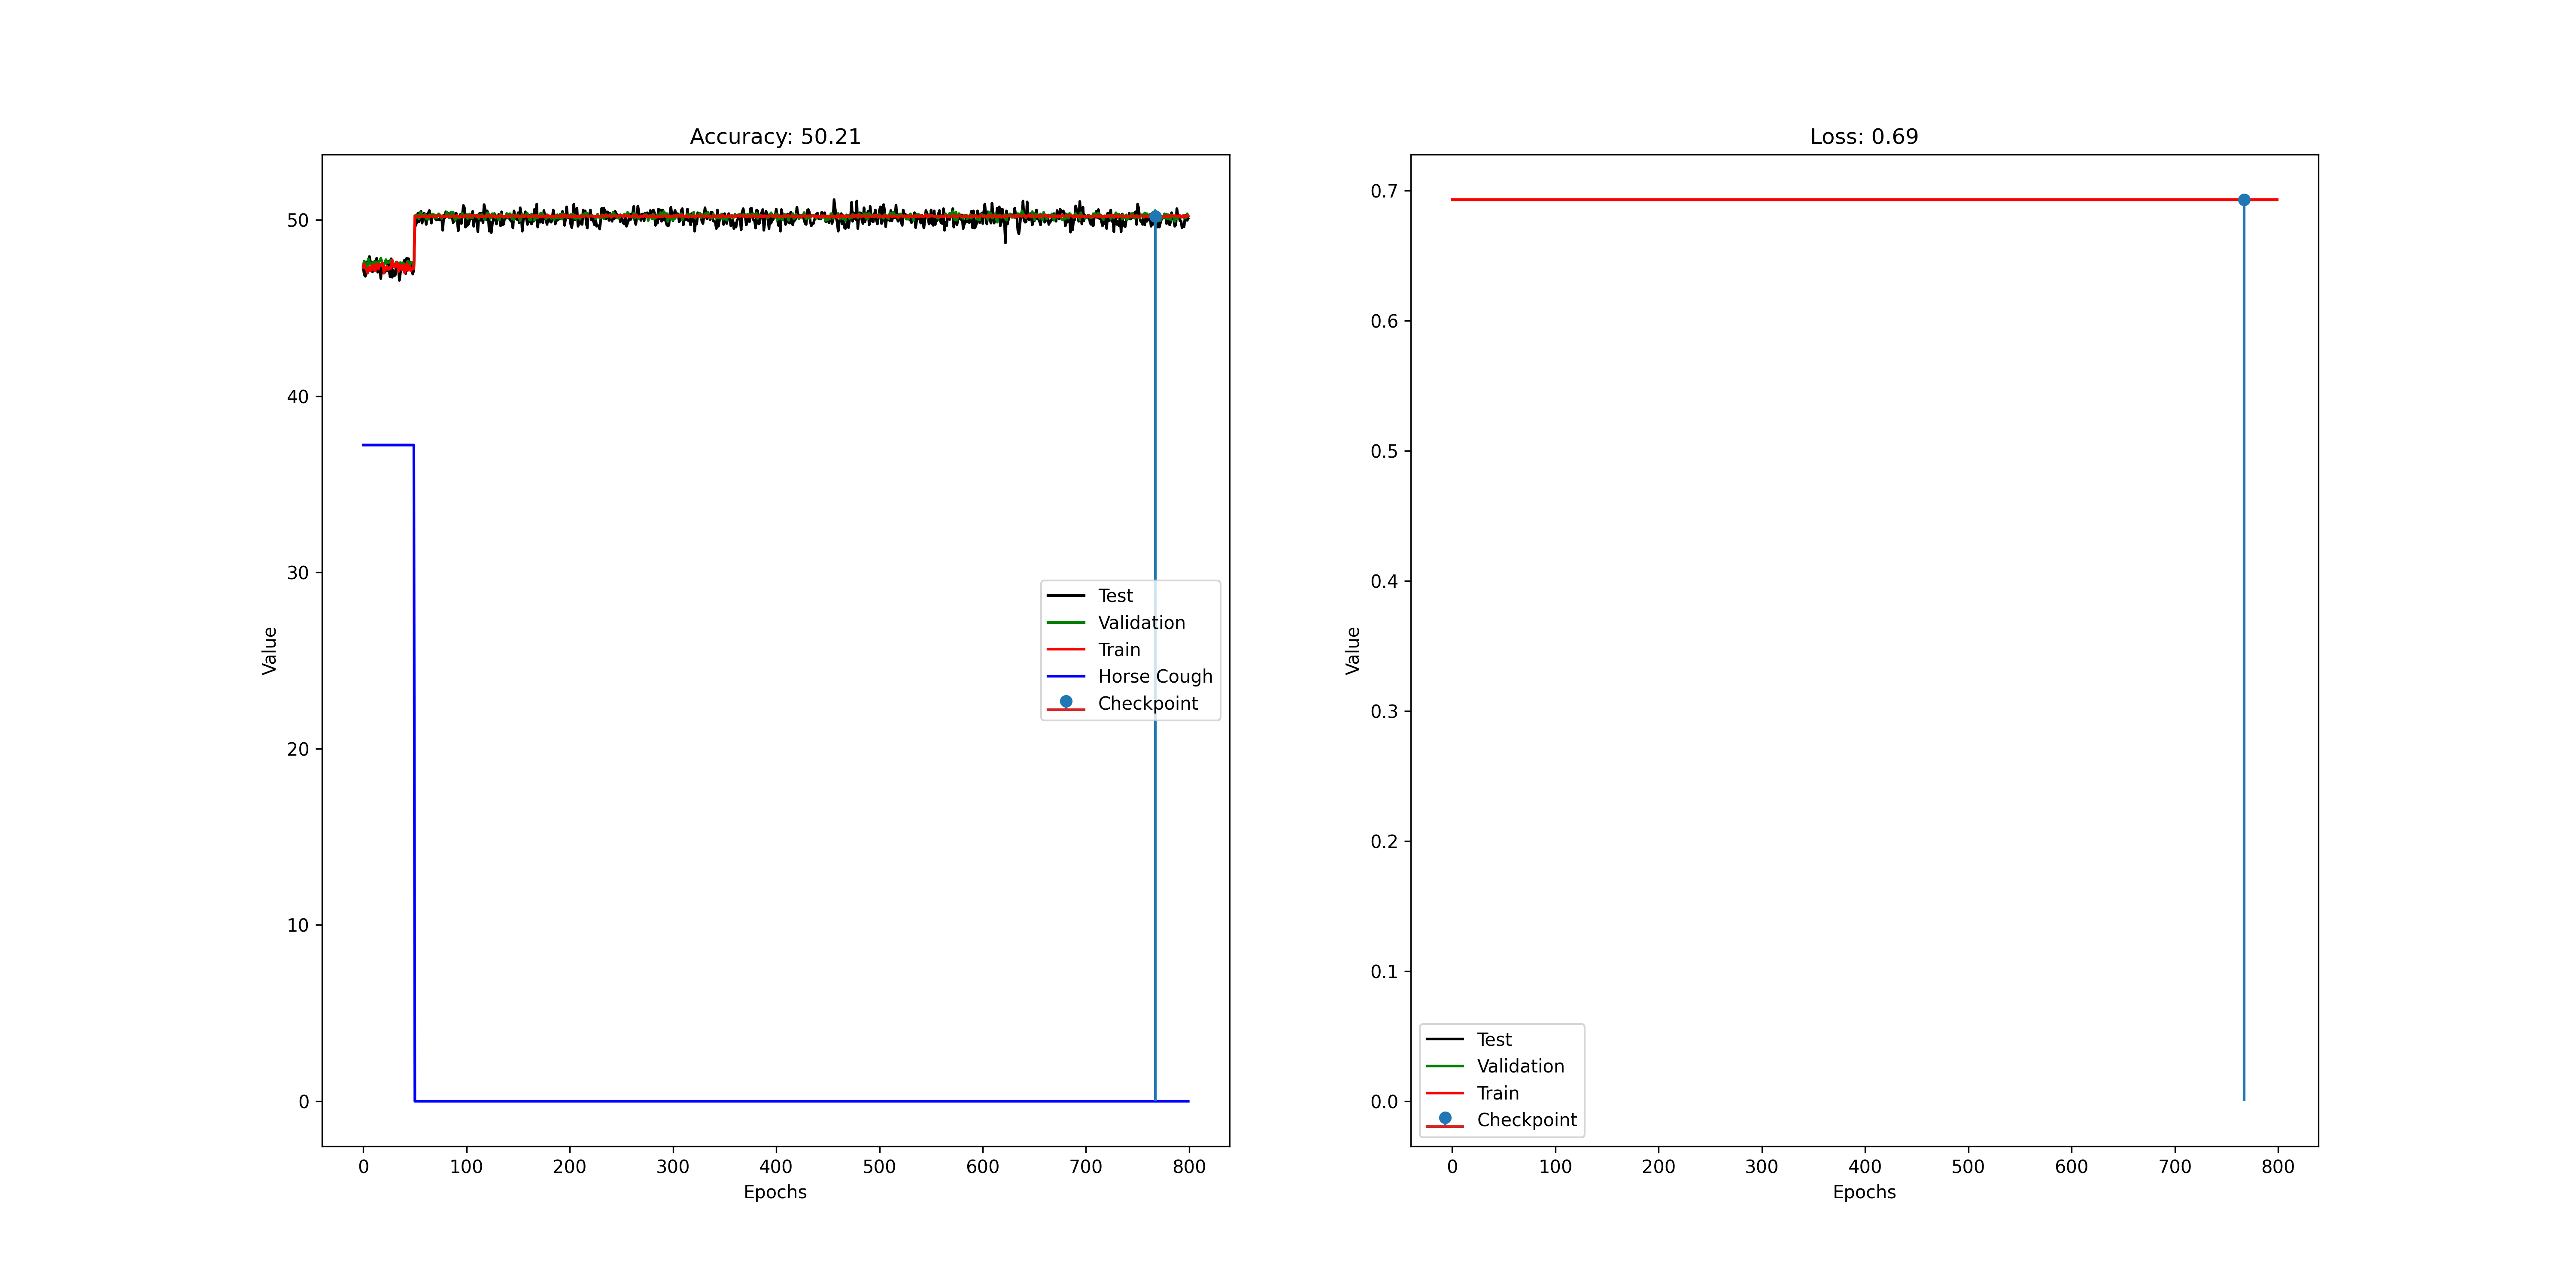 Accuracy: 50.21
50
40
30
20
10
0
Value
Test
Validation
Train
Horse Cough
Checkpoint
0 100 200 300 400 500 600 700 800
Epochs
Loss: 0.69
0.7
0.6
0.5
0.4
0.3
0.2
0.1
0.0
Value
Test
Validation
Train
Checkpoint
0 100 200 300 400 500 600 700 800
Epochs